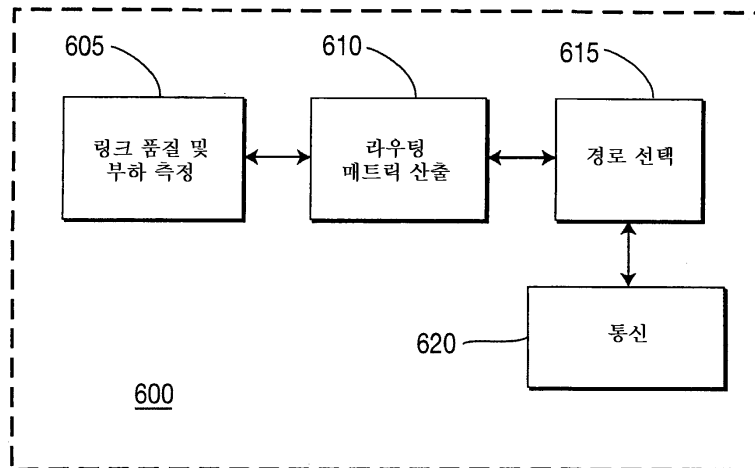 605
610
615
링크 품질 및
부하 측정
라우팅
매트릭 산출
경로 선택
통신
620
600